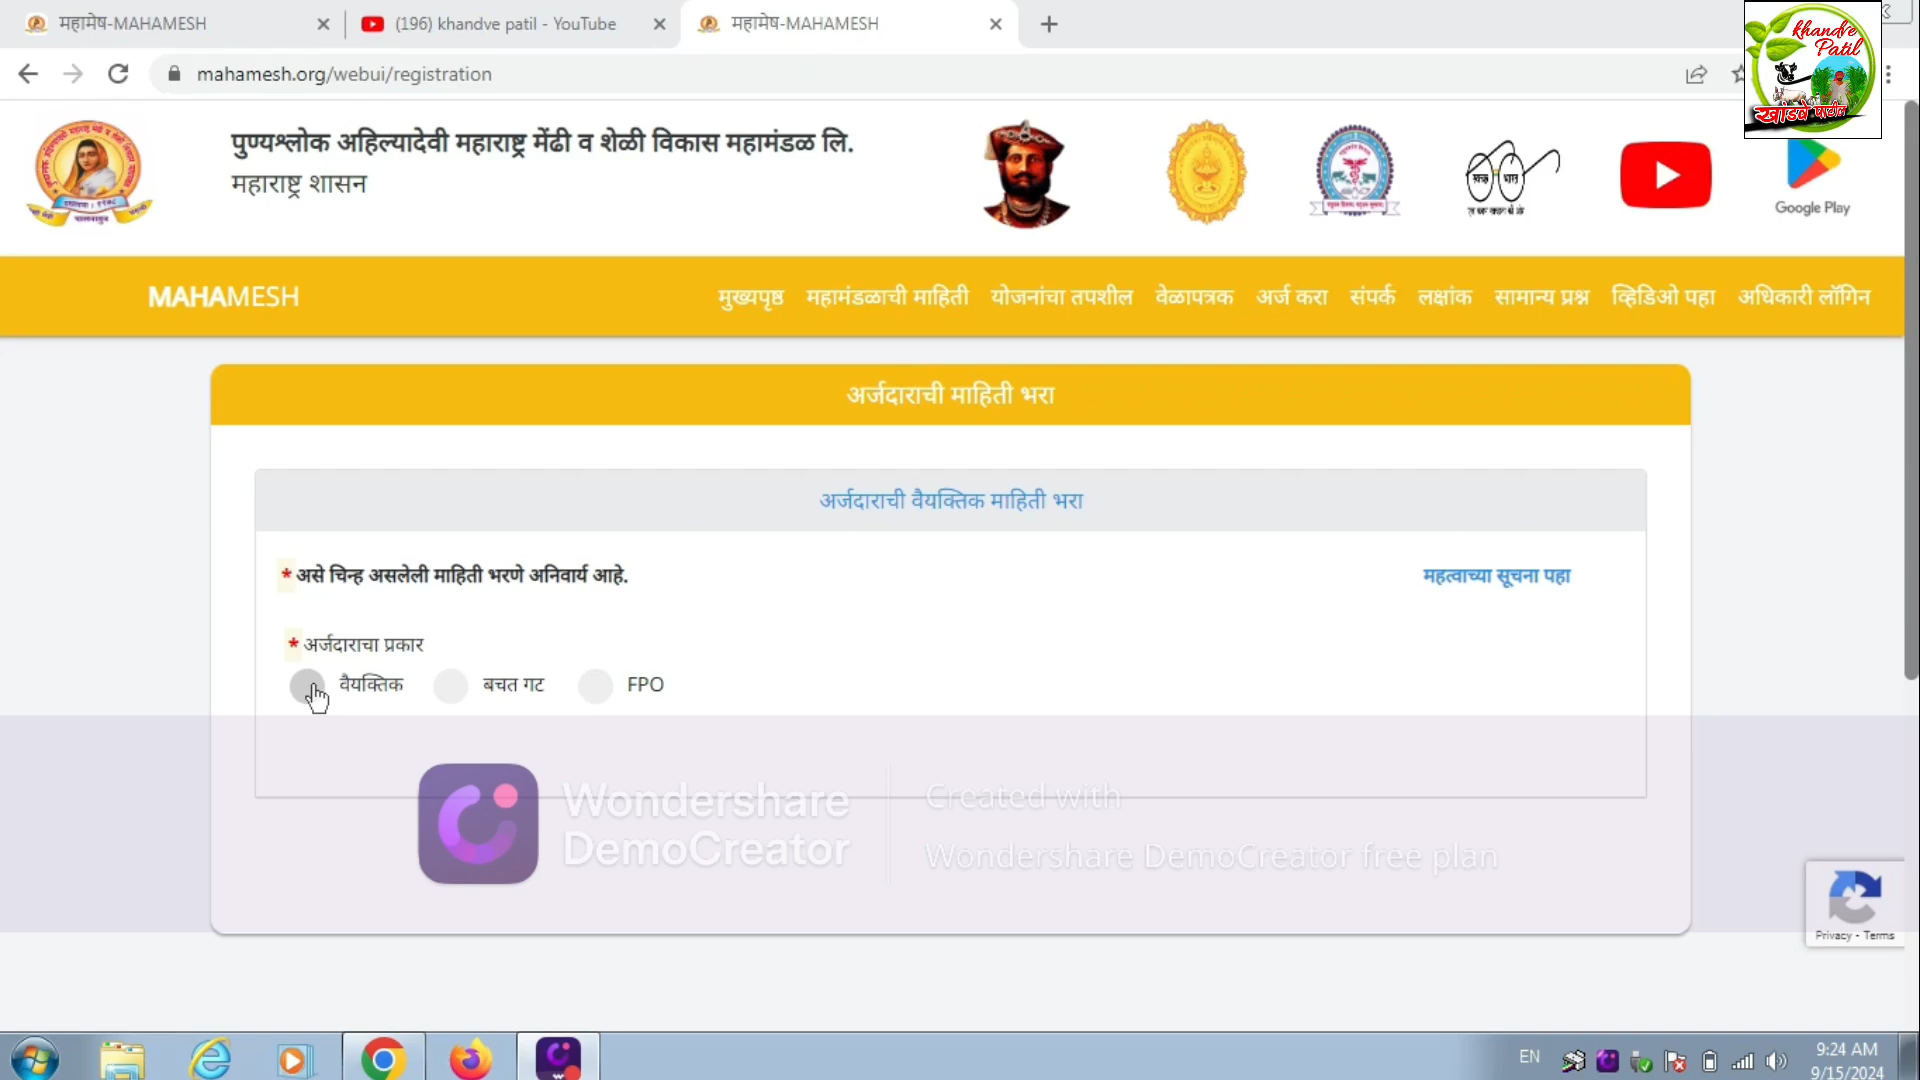 महामेष-MAHAMESH
(196) khandve patil - YouTube
महामेष-MAHAMESH
mahamesh.org/webui/registration
khandve
Patil
खांडवे पाटील
पुण्यश्लोक अहिल्यादेवी महाराष्ट्र मेंढी व शेळी विकास महामंडळ लि.
महाराष्ट्र शासन
Google Play
MAHAMESH
मुख्यपृष्ठ महामंडळाची माहिती योजनांचा तपशील वेळापत्रक अर्ज करा संपर्क लक्षांक सामान्य प्रश्न व्हिडिओ पहा अधिकारी लॉगिन
अर्जदाराची माहिती भरा
अर्जदाराची वैयक्तिक माहिती भरा
* असे चिन्ह असलेली माहिती भरणे अनिवार्य आहे.
महत्वाच्या सूचना पहा
* अर्जदाराचा प्रकार
वैयक्तिक बचत गट FPO
Wondershare
DemoCreator
Created with
Wondershare DemoCreator free plan
Privacy - Terms
EN
9:24 AM
9/15/2024